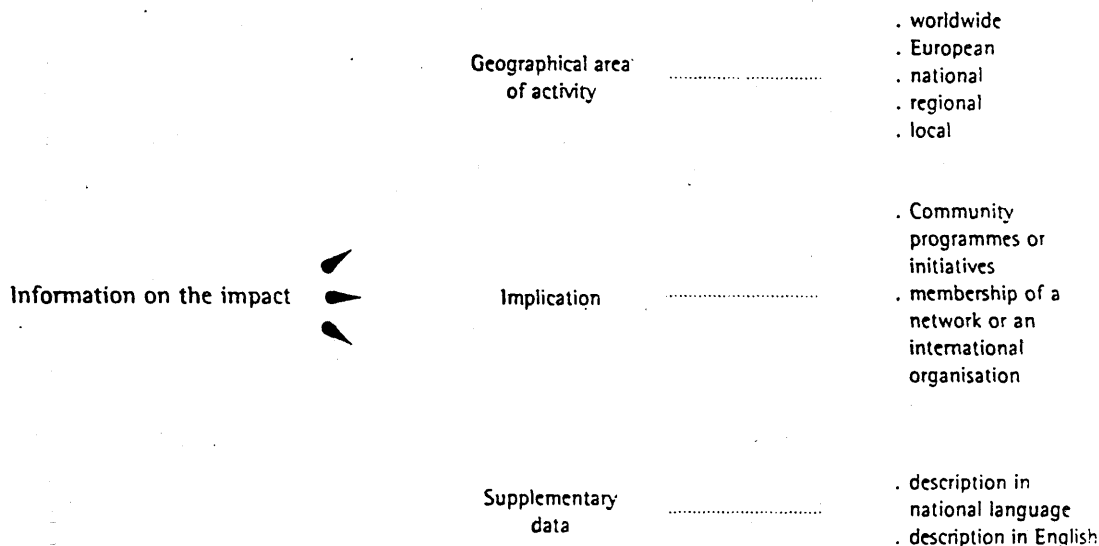 Geographical area
of activity
. worldwide
. European
. national
. regional
. local
Information on the impact
Implication
. Community
programmes or
initiatives
. membership of a
network or an
international
organisation
Supplementary
data
. description in
national language
. description in English